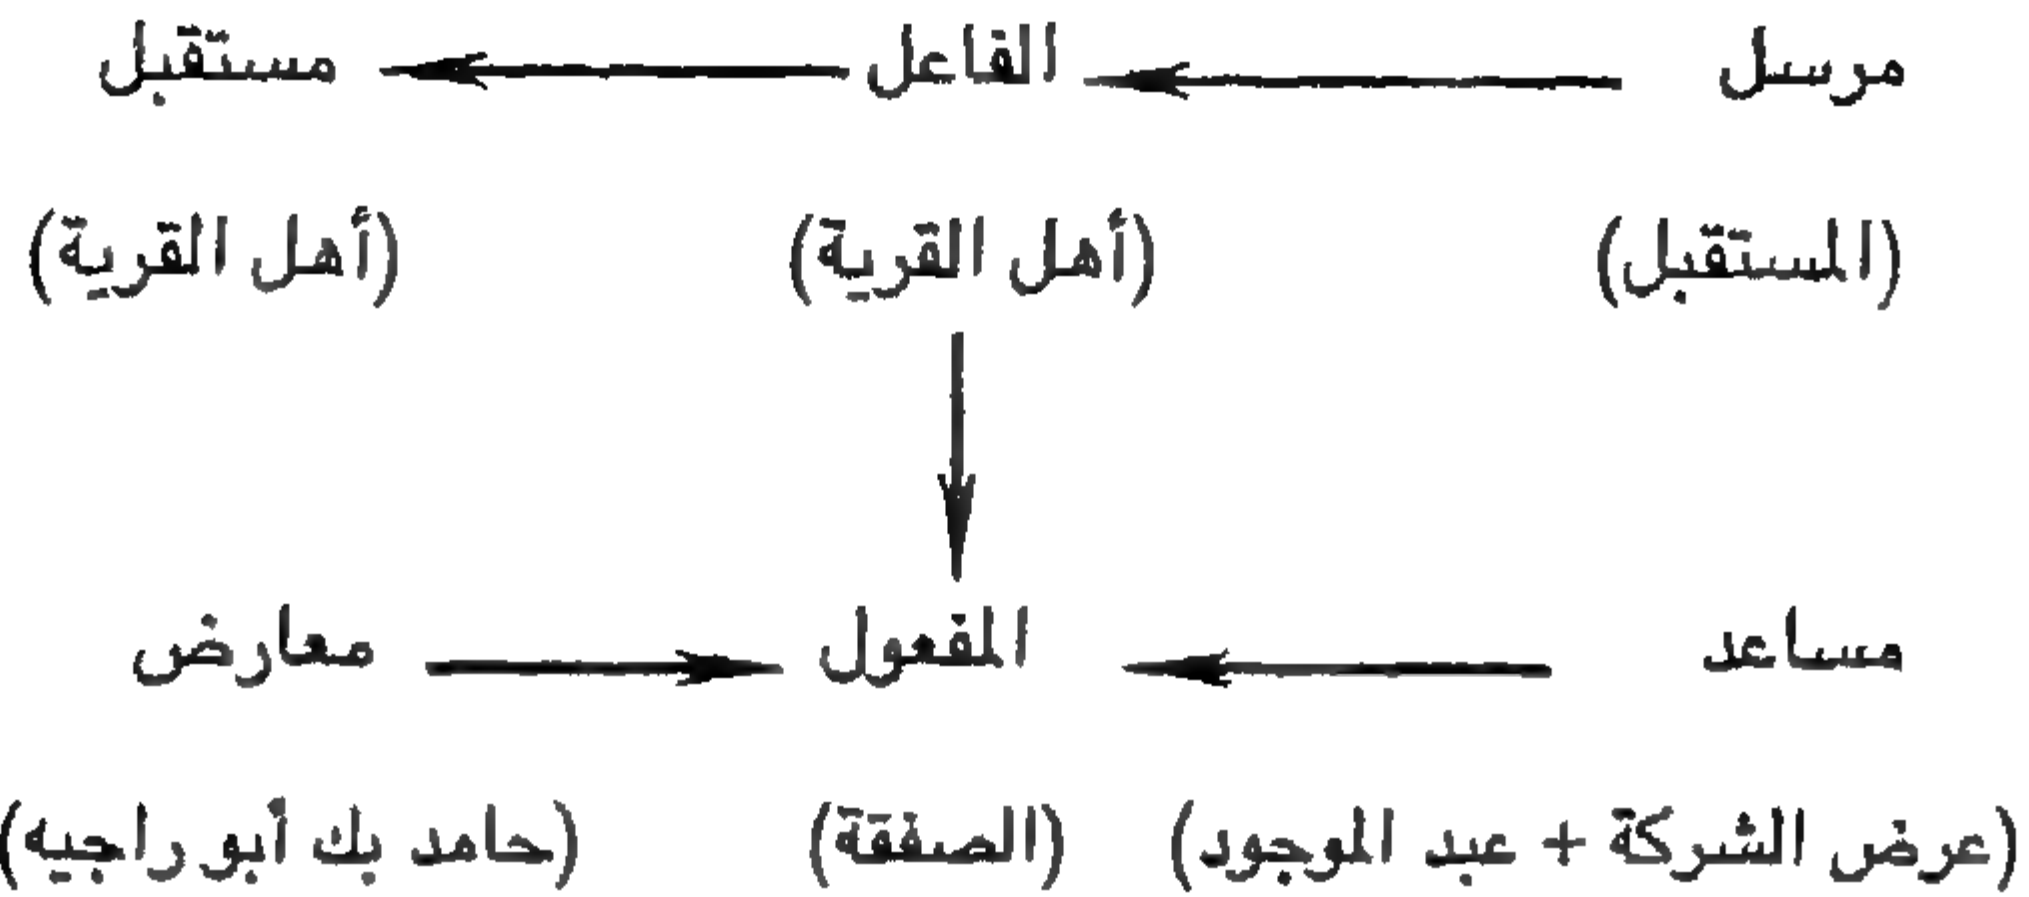 مرسل الفاعل مستقبل
(المستقبل) (أهل القرية) (أهل القرية)
مساعد المفعول معارض
(عرض الشركة + عبد الموجود) (الصفقة) (حامد بك أبو راجيه)